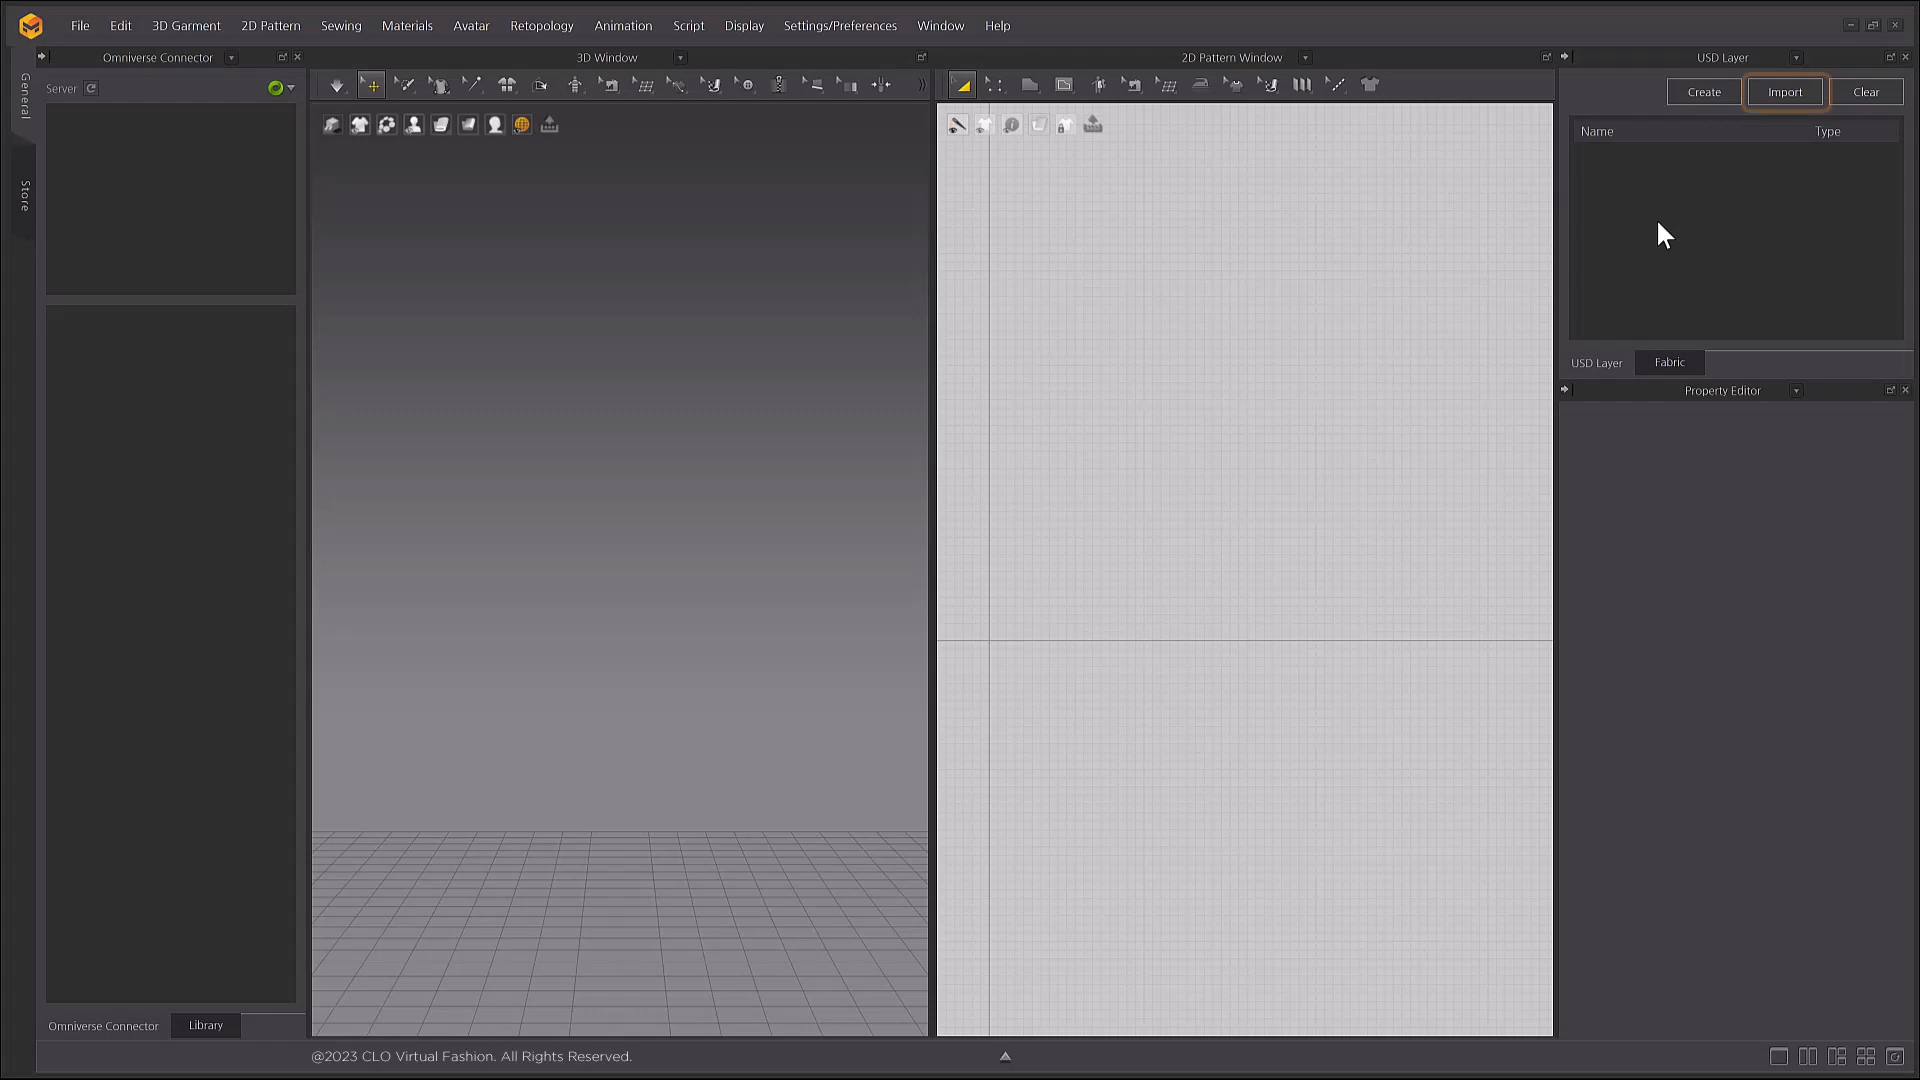 File Edit 3D Garment 2D Pattern Sewing Materials Avatar Retopology Animation Script Display Settings/Preferences Window Help
Omniverse Connector
3D Window
2D Pattern Window
USD Layer
General
Store
Server
Create Import Clear
Name Type
USD Layer Fabric
Property Editor
Omniverse Connector Library
@2023 CLO Virtual Fashion. All Rights Reserved.